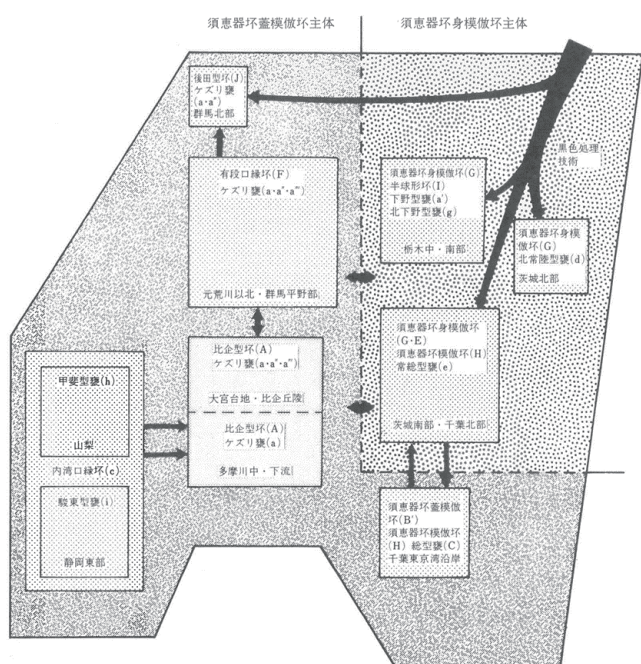 須恵器坏蓋模倣坏主体
須恵器坏身模倣坏主体
後田型坏(J)
ケズリ甕
(a・a″)
群馬北部
有段口縁坏(F)
ケズリ甕(a・a′・a″)
元荒川以北・群馬平野部
黒色処理
技術
須恵器坏身模倣坏(G)
半球形坏(I)
下野型甕(a′)
北下野型甕(g)
栃木中・南部
須恵器坏身模
倣坏(G)
北常陸型甕(d)
茨城北部
比企型坏(A)
ケズリ甕(a・a′・a″)
大宮台地・比企丘陵
比企型坏(A)
ケズリ甕(a)
多摩川中・下流
須恵器坏身模倣坏
(G・E)
須恵器坏模倣坏(H)
常総型甕(e)
茨城南部・千葉北部
甲斐型甕(h)
山梨
内湾口縁坏(c)
駿東型甕(i)
静岡東部
須恵器坏蓋模倣
坏(B′)
須恵器坏模倣坏
(H) 総型甕(C)
千葉東京湾沿岸